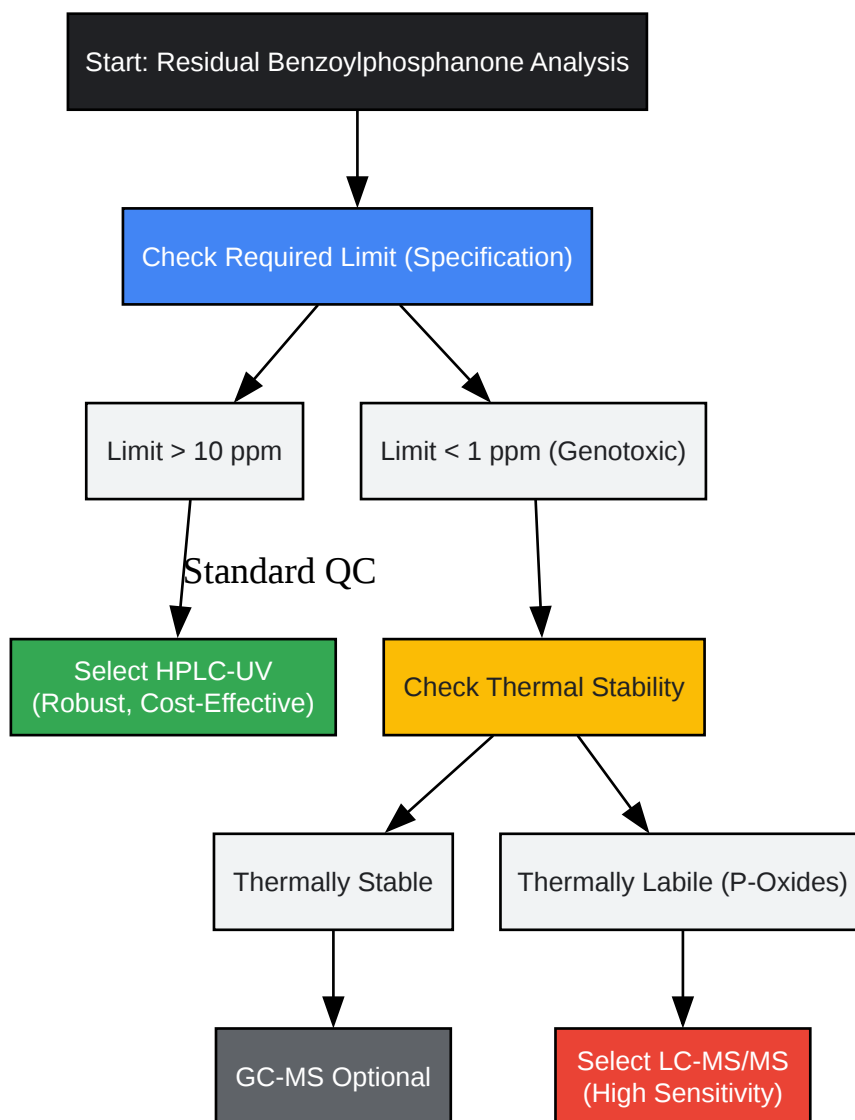 Start: Residual Benzoylphosphanone Analysis
Check Required Limit (Specification)
Limit > 10 ppm
Limit < 1 ppm (Genotoxic)
Standard QC
Select HPLC-UV
(Robust, Cost-Effective)
Check Thermal Stability
Thermally Stable
Thermally Labile (P-Oxides)
GC-MS Optional
Select LC-MS/MS
(High Sensitivity)